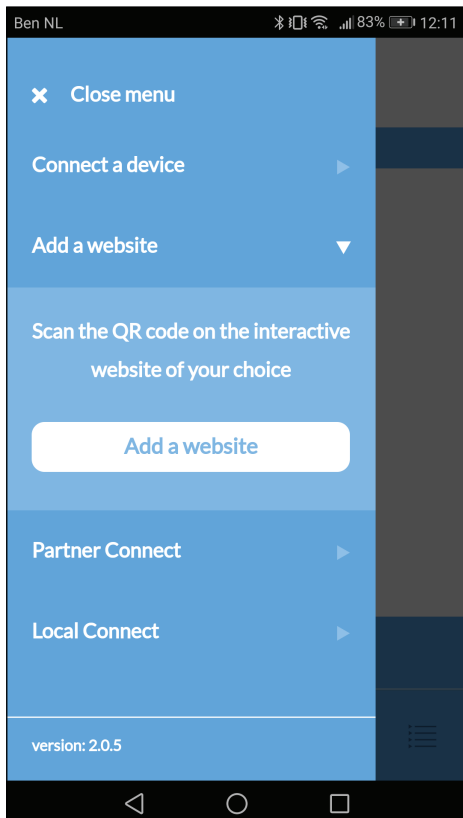 Ben NL 83% 12:11
Close menu
Connect a device
Add a website
Scan the QR code on the interactive
website of your choice
Add a website
Partner Connect
Local Connect
version: 2.0.5